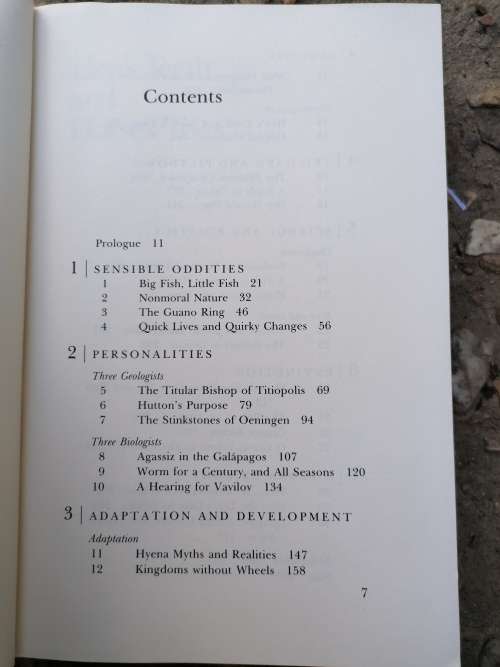 Contents
Prologue 11
1 | SENSIBLE ODDITIES
1 Big Fish, Little Fish 21
2 Nonmoral Nature 32
3 The Guano Ring 46
4 Quick Lives and Quirky Changes 56
2 | PERSONALITIES
Three Geologists
5 The Titular Bishop of Titiopolis 69
6 Hutton's Purpose 79
7 The Stinkstones of Oeningen 94
Three Biologists
8 Agassiz in the Galápagos 107
9 Worm for a Century, and All Seasons 120
10 A Hearing for Vavilov 134
3 | ADAPTATION AND DEVELOPMENT
Adaptation
11 Hyena Myths and Realities 147
12 Kingdoms without Wheels 158
7